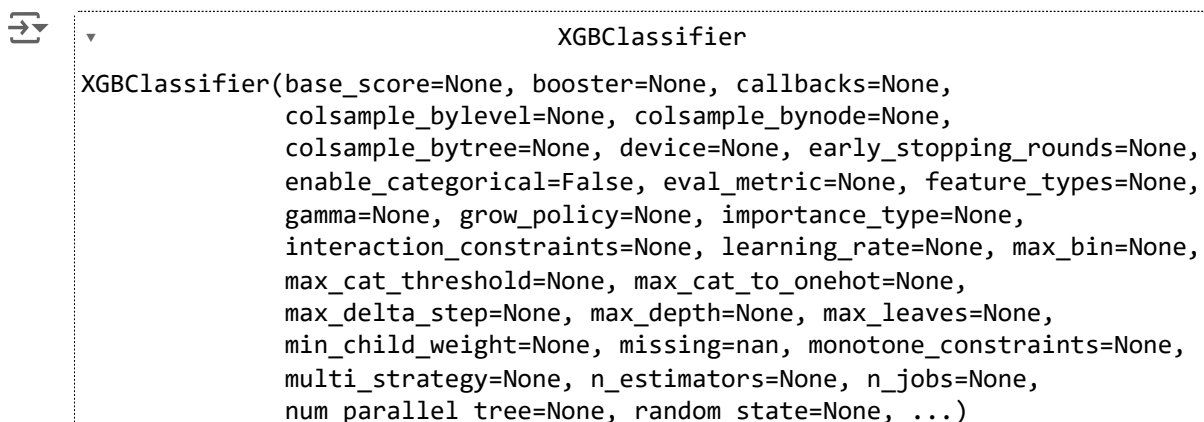 XGBClassifier
XGBClassifier(base_score=None, booster=None, callbacks=None,
colsample_bylevel=None, colsample_bynode=None,
colsample_bytree=None, device=None, early_stopping_rounds=None,
enable_categorical=False, eval_metric=None, feature_types=None,
gamma=None, grow_policy=None, importance_type=None,
interaction_constraints=None, learning_rate=None, max_bin=None,
max_cat_threshold=None, max_cat_to_onehot=None,
max_delta_step=None, max_depth=None, max_leaves=None,
min_child_weight=None, missing=nan, monotone_constraints=None,
multi_strategy=None, n_estimators=None, n_jobs=None,
num_parallel_tree=None, random_state=None, ...)